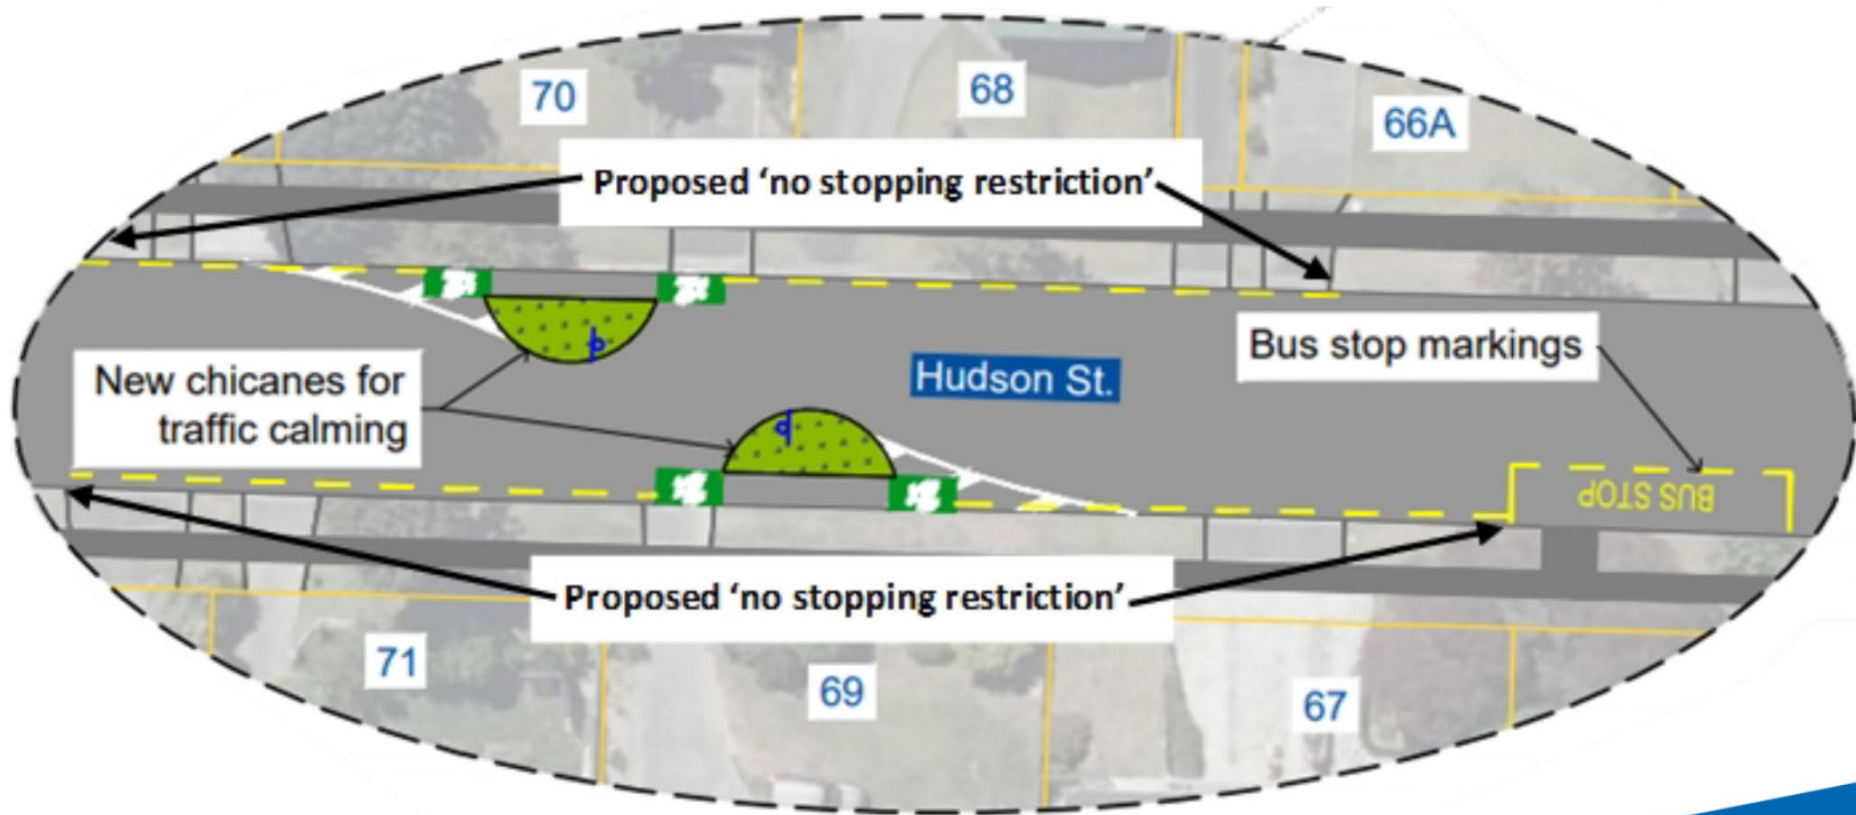 70
68
66A
Proposed ‘no stopping restriction’
Bus stop markings
Hudson St.
New chicanes for
traffic calming
BUS STOP
Proposed ‘no stopping restriction’
71
69
67